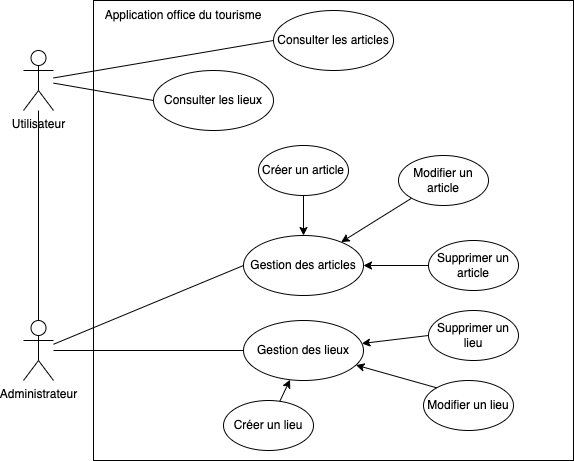 Application office du tourisme
Consulter les articles
Consulter les lieux
Utilisateur
Créer un article
Modifier un
article
Gestion des articles
Supprimer un
article
Supprimer un
lieu
Gestion des lieux
Administrateur
Modifier un lieu
Créer un lieu